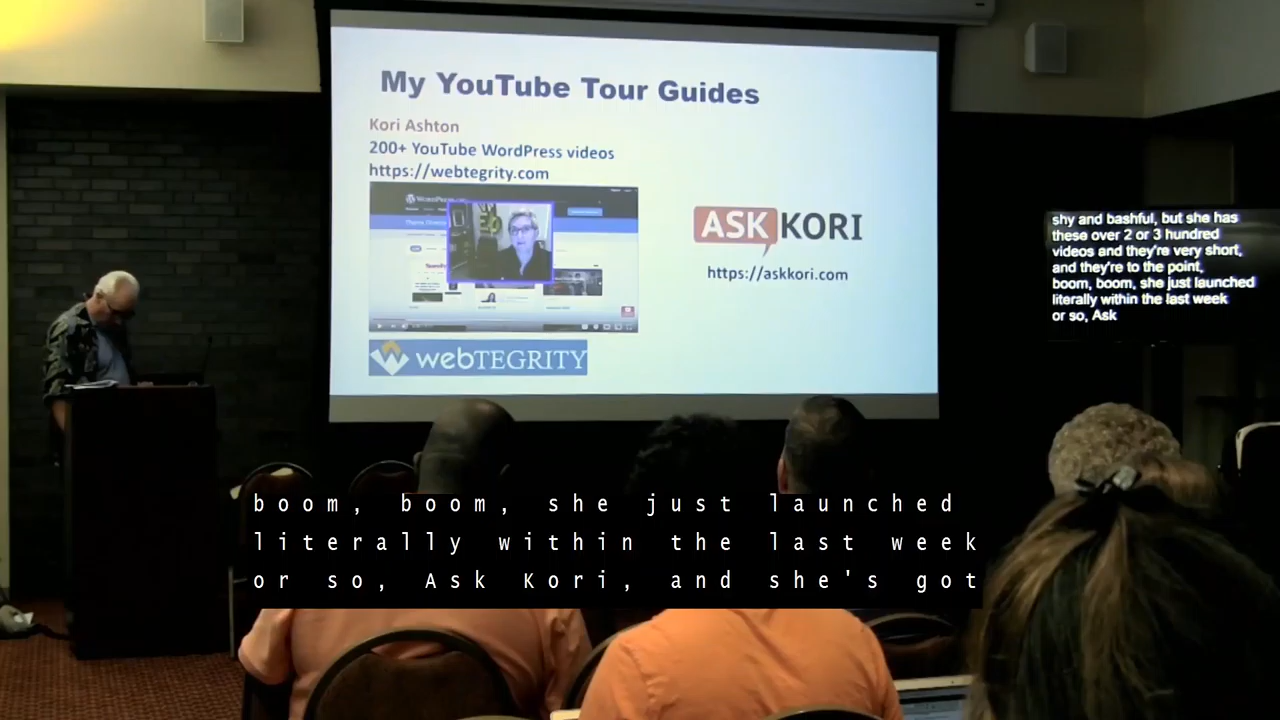 My YouTube Tour Guides
Kori Ashton
200+ YouTube WordPress videos
https://webtegrity.com
ASK KORI
https://askkori.com
webTEGRITY
shy and bashful, but she has
these over 2 or 3 hundred
videos and they're very short,
and they're to the point,
boom, boom, she just launched
literally within the last week
or so, Ask
boom, boom, she just launched
literally within the last week
or so, Ask Kori, and she's got